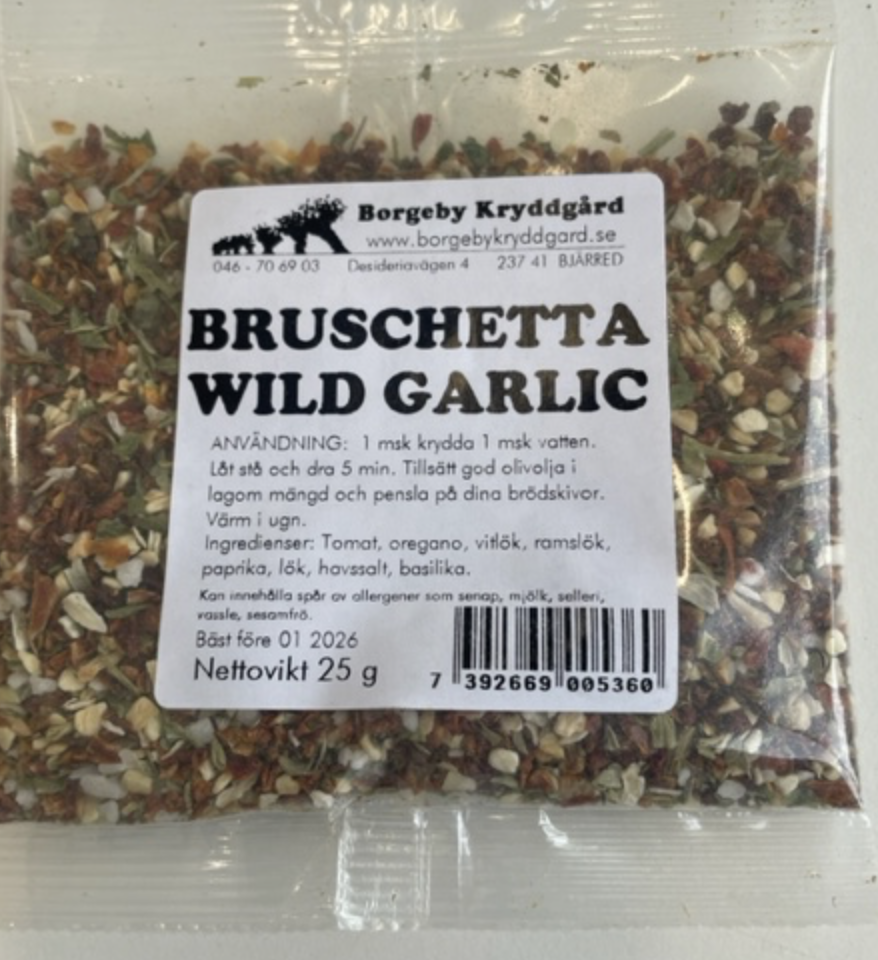 Borgeby Kryddgård
www.borgebykryddgard.se
046 - 70 69 03 Desideriavägen 4 237 41 BJÄRRED
BRUSCHETTA
WILD GARLIC
ANVÄNDNING: 1 msk krydda 1 msk vatten.
Låt stå och dra 5 min. Tillsätt god olivolja i
lagom mängd och pensla på dina brödskivor.
Värm i ugn.
Ingredienser: Tomat, oregano, vitlök, ramslök,
paprika, lök, havssalt, basilika.
Kan innehålla spår av allergener som senap, mjölk, selleri,
vassle, sesamfrö.
Bäst före 01 2026
Nettovikt 25 g
7 392669 005360